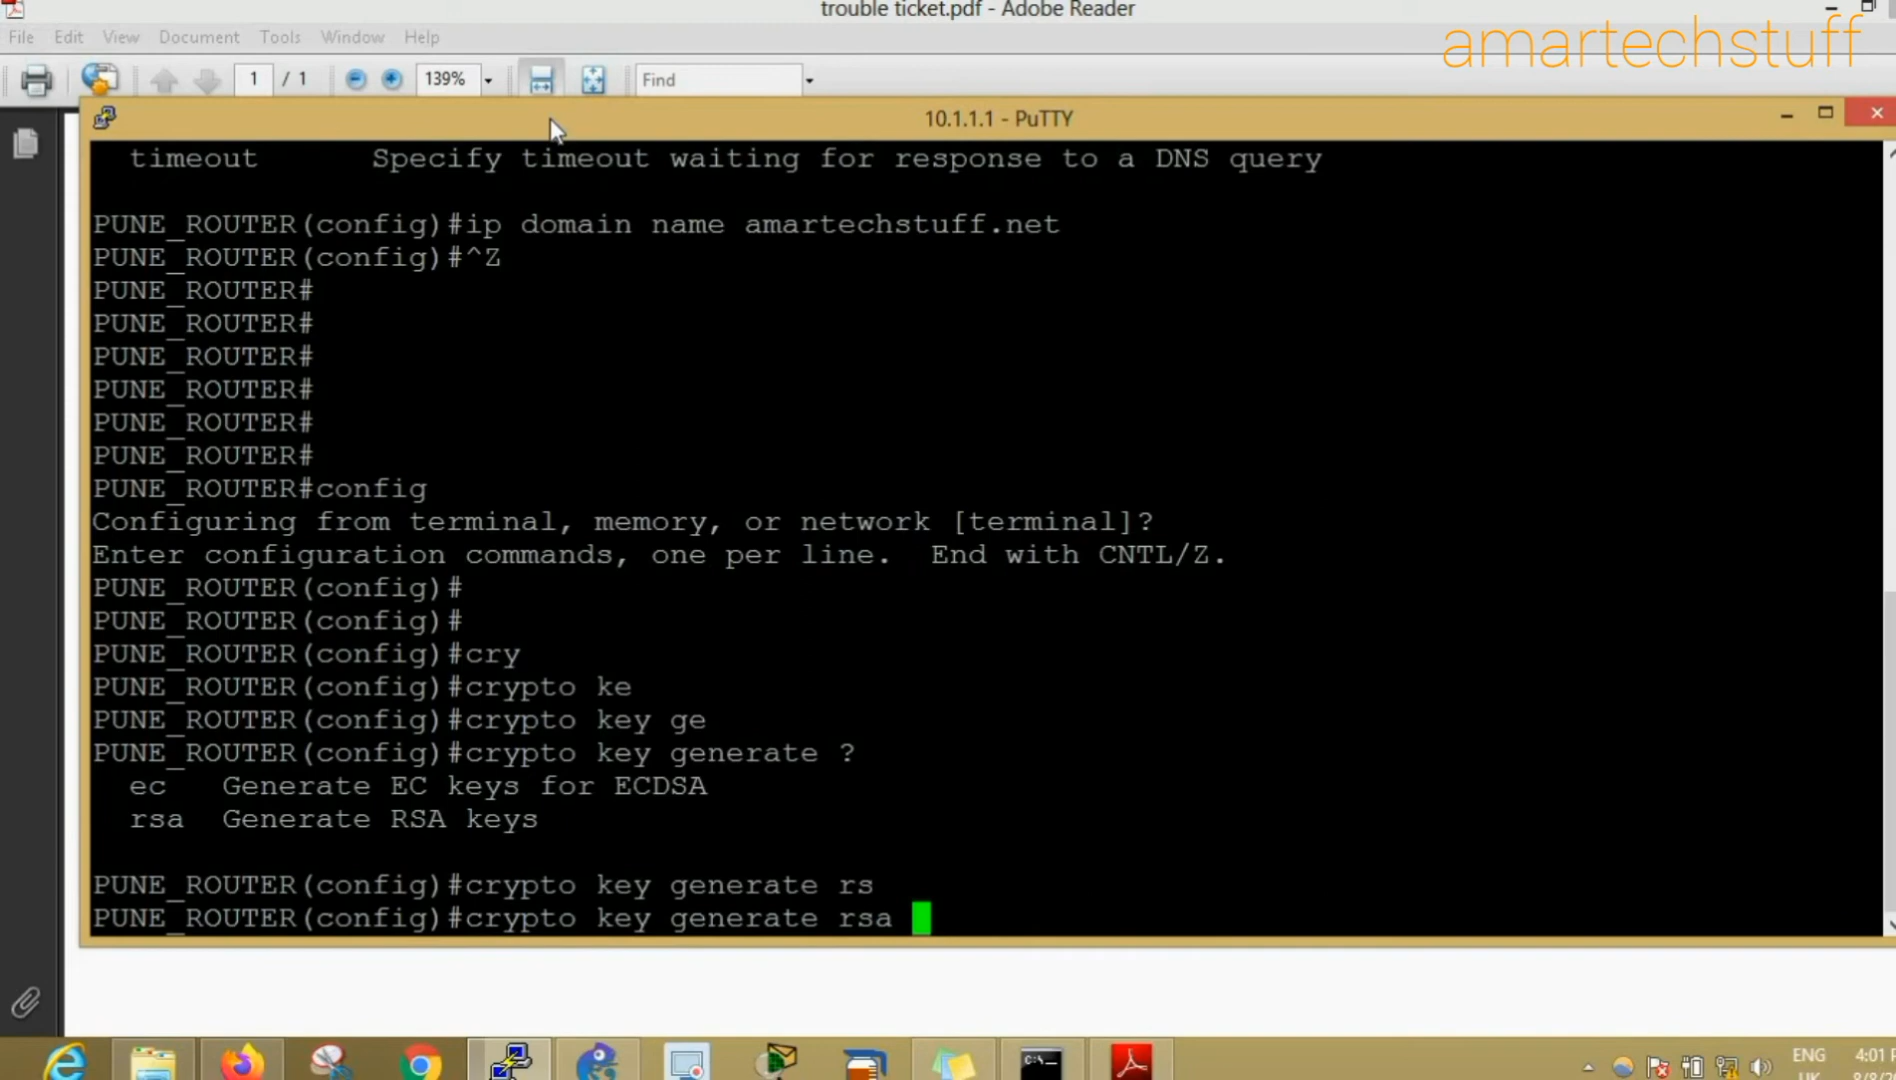 trouble ticket.pdf - Adobe Reader
File Edit View Document Tools Window Help
amartechstuff
1 / 1 139% Find
10.1.1.1 - PuTTY
timeout Specify timeout waiting for response to a DNS query
PUNE_ROUTER(config)#ip domain name amartechstuff.net
PUNE_ROUTER(config)#^Z
PUNE_ROUTER#
PUNE_ROUTER#
PUNE_ROUTER#
PUNE_ROUTER#
PUNE_ROUTER#
PUNE_ROUTER#
PUNE_ROUTER#config
Configuring from terminal, memory, or network [terminal]?
Enter configuration commands, one per line. End with CNTL/Z.
PUNE_ROUTER(config)#
PUNE_ROUTER(config)#
PUNE_ROUTER(config)#cry
PUNE_ROUTER(config)#crypto ke
PUNE_ROUTER(config)#crypto key ge
PUNE_ROUTER(config)#crypto key generate ?
ec Generate EC keys for ECDSA
rsa Generate RSA keys
PUNE_ROUTER(config)#crypto key generate rs
PUNE_ROUTER(config)#crypto key generate rsa
C:\
ENG 4:01